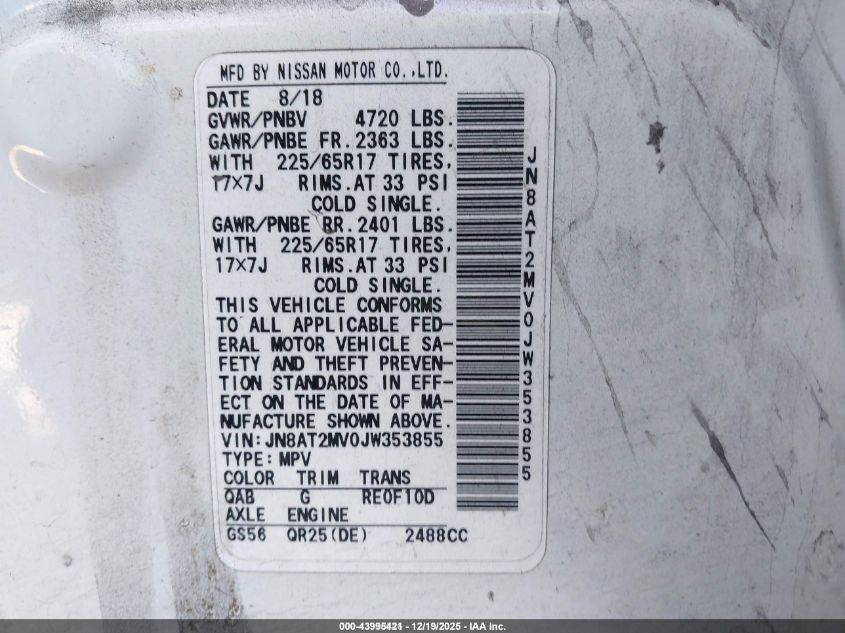 MFD BY NISSAN MOTOR CO.,LTD.
DATE 8/18
GVWR/PNBV 4720 LBS.
GAWR/PNBE FR. 2363 LBS.
WITH 225/65R17 TIRES,
17×7J RIMS.AT 33 PSI
COLD SINGLE.
GAWR/PNBE RR. 2401 LBS.
WITH 225/65R17 TIRES,
17×7J RIMS.AT 33 PSI
COLD SINGLE.
THIS VEHICLE CONFORMS
TO ALL APPLICABLE FED-
ERAL MOTOR VEHICLE SA-
FETY AND THEFT PREVEN-
TION STANDARDS IN EFF-
ECT ON THE DATE OF MA-
NUFACTURE SHOWN ABOVE.
VIN:JN8AT2MV0JW353855
TYPE:MPV
COLOR TRIM TRANS
QAB G RE0F10D
AXLE ENGINE
GS56 QR25(DE) 2488CC
JN8AT2MV0JW353855
000-43995421 - 12/19/2025 - IAA Inc.